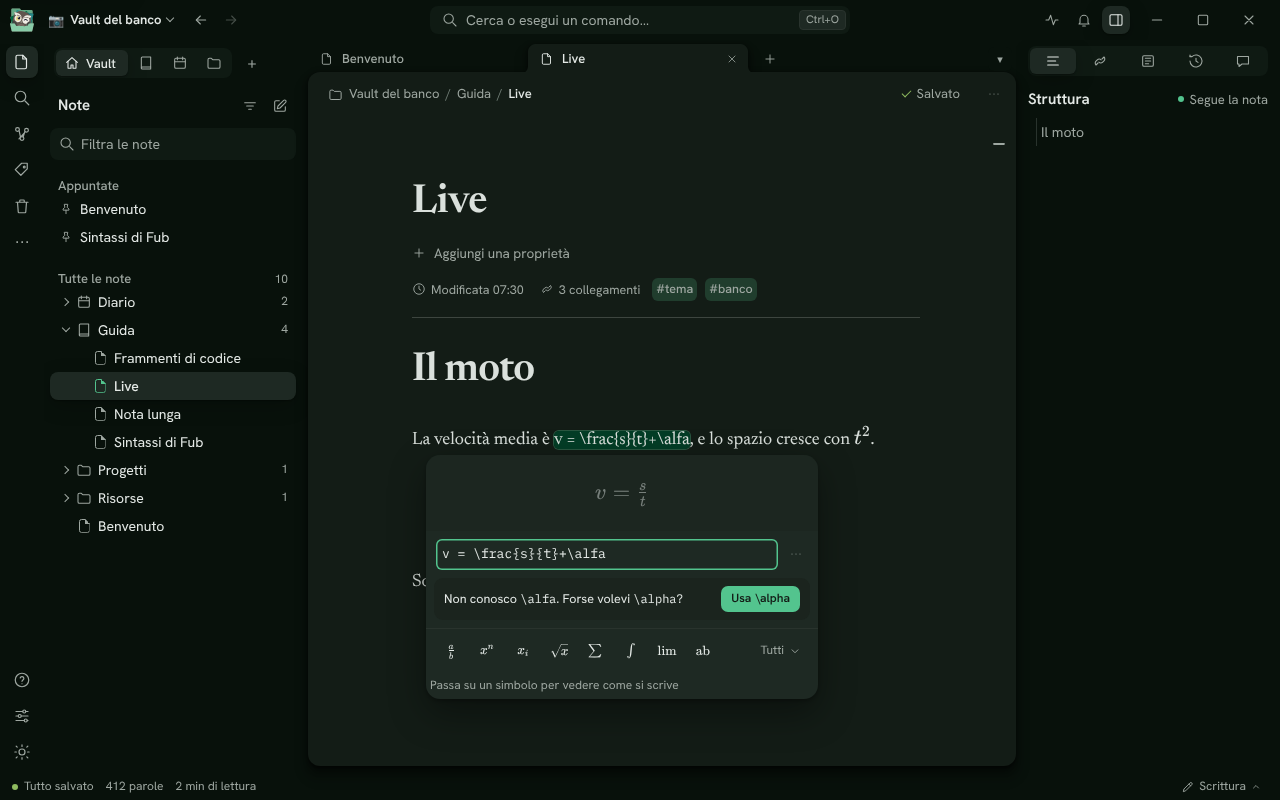 Vault del banco
Cerca o esegui un comando…
Ctrl+O
Vault
Note
Filtra le note
Appuntate
Benvenuto
Sintassi di Fub
Tutte le note 10
Diario 2
Guida 4
Frammenti di codice
Live
Nota lunga
Sintassi di Fub
Progetti 1
Risorse 1
Benvenuto
Benvenuto
Live
Vault del banco / Guida / Live
Salvato
Live
Aggiungi una proprietà
Modificata 07:30 3 collegamenti #tema #banco
Il moto
La velocità media è v = \frac{s}{t}+\alfa, e lo spazio cresce con t².
v = s/t
v = \frac{s}{t}+\alfa
So
Non conosco \alfa. Forse volevi \alpha?
Usa \alpha
a/b xⁿ xᵢ √x ∑ ∫ lim ab Tutti
Passa su un simbolo per vedere come si scrive
Struttura
Segue la nota
Il moto
Tutto salvato 412 parole 2 min di lettura
Scrittura